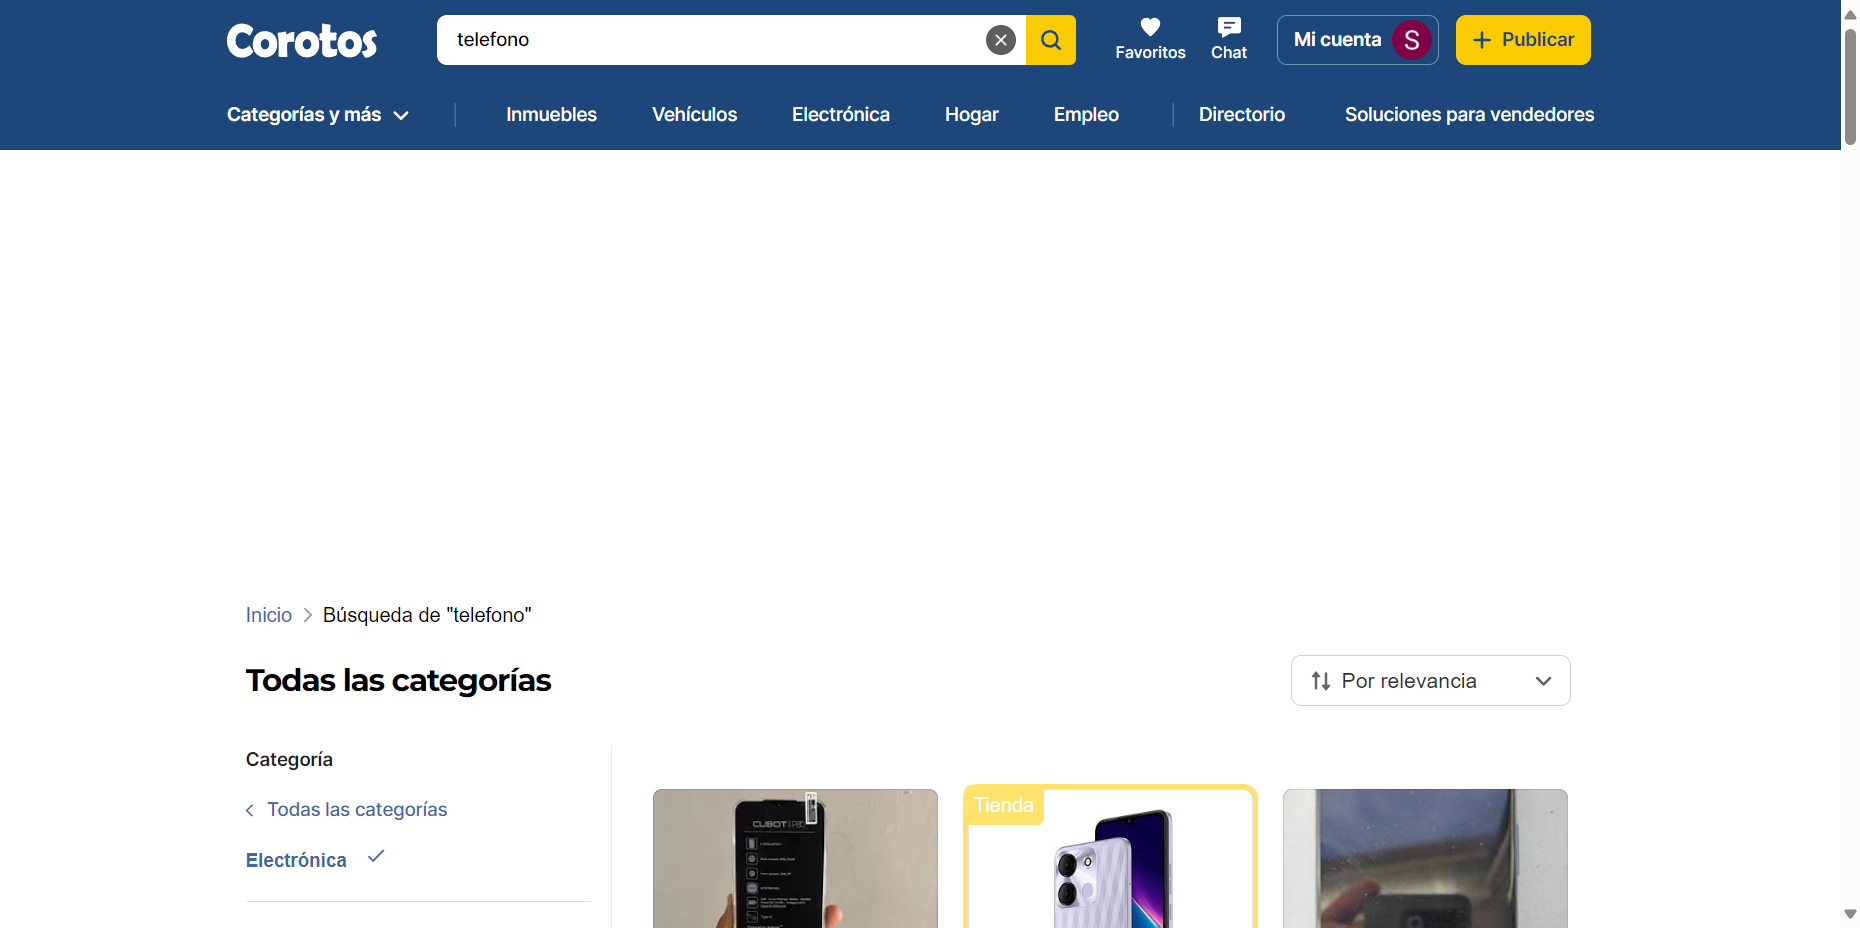 Corotos
telefono
Favoritos
Chat
Mi cuenta
S
Publicar
Categorías y más
Inmuebles
Vehículos
Electrónica
Hogar
Empleo
Directorio
Soluciones para vendedores
Inicio
Búsqueda de "telefono"
Todas las categorías
Por relevancia
Categoría
Todas las categorías
Electrónica
CUBOT
Tienda